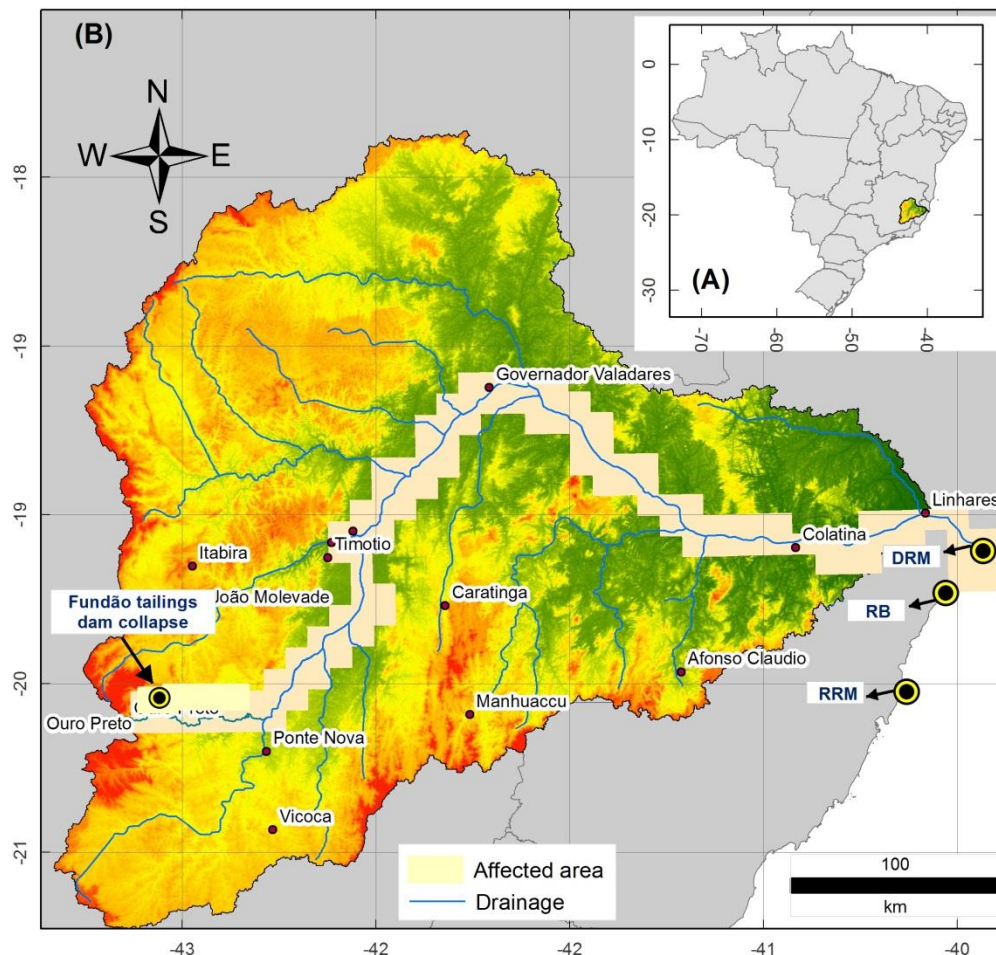 (B)
N
W
E
S
-18
-19
-19
-20
-21
0
-10
-20
-30
(A)
-70
-60
-50
-40
Governador Valadares
Linhares
Colatina
DRM
Timotio
Itabira
João Molevade
Caratinga
RB
Fundão tailings
dam collapse
Afonso Claudio
RRM
Manhuaccu
Ouro Preto
Ouro Preto
Ponte Nova
Vicoca
Affected area
Drainage
100
km
-43
-42
-42
-41
-40